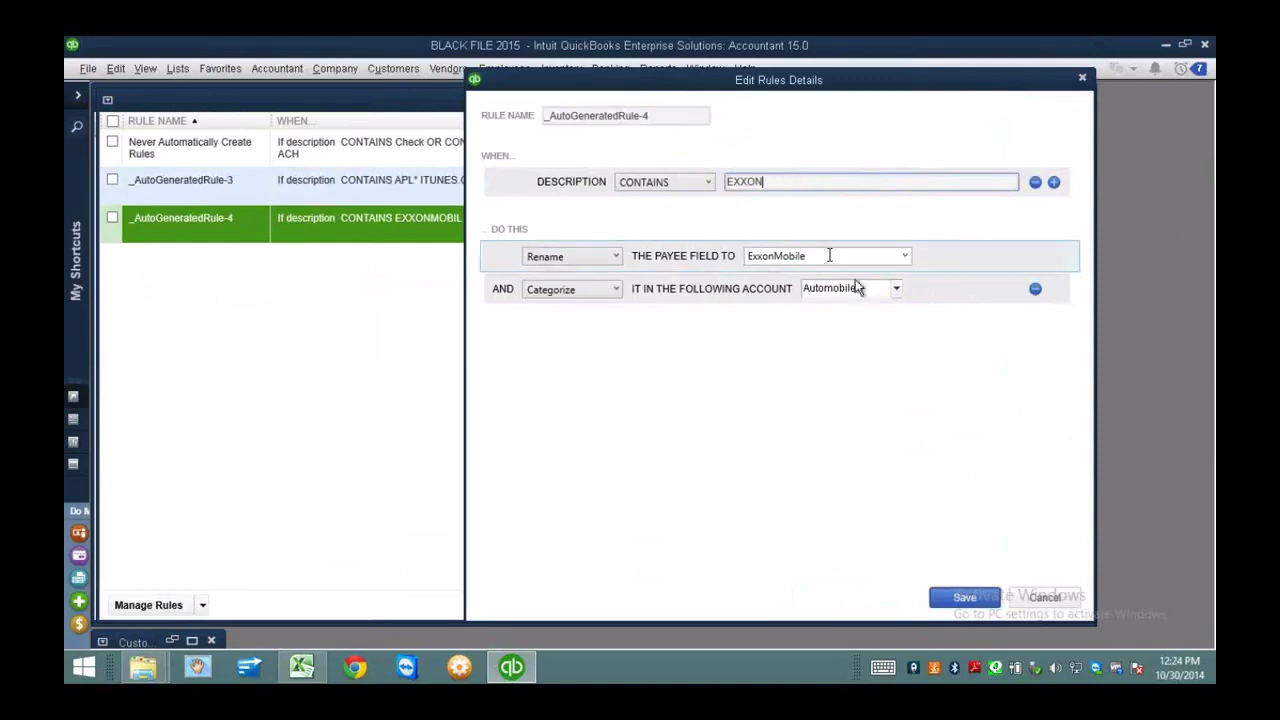 BLACK FILE 2015 - Intuit QuickBooks Enterprise Solutions: Accountant 15.0
File Edit View Lists Favorites Accountant Company Customers Vendors
7
Edit Rules Details
RULE NAME _AutoGeneratedRule-4
WHEN...
DESCRIPTION CONTAINS EXXON
... DO THIS
Rename THE PAYEE FIELD TO ExxonMobile
AND Categorize IT IN THE FOLLOWING ACCOUNT Automobile
Save Cancel
RULE NAME WHEN...
Never Automatically Create
Rules
If description CONTAINS Check OR CON
ACH
_AutoGeneratedRule-3 If description CONTAINS APL* ITUNES.C
_AutoGeneratedRule-4 If description CONTAINS EXXONMOBIL
My Shortcuts
Do M
Manage Rules
Activate Windows
Go to PC settings to activate Windows.
Custo...
12:24 PM
10/30/2014